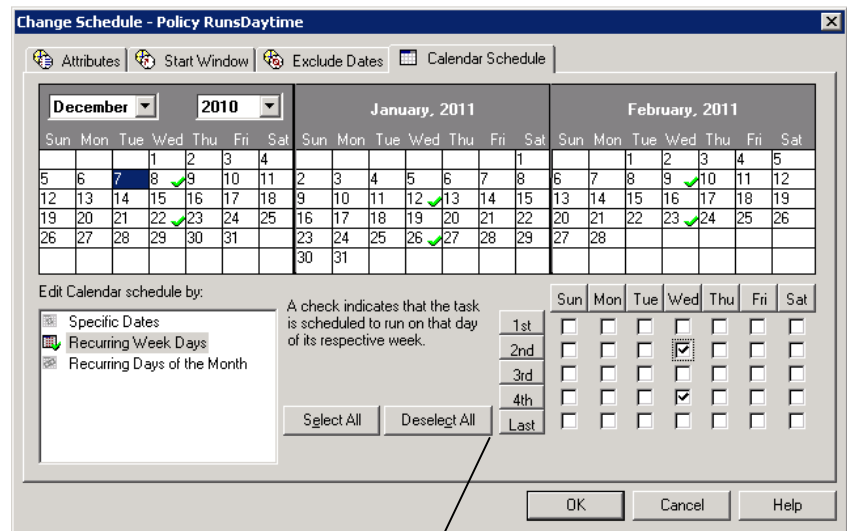 Change Schedule - Policy RunsDaytime
Attributes Start Window Exclude Dates Calendar Schedule
December 2010 January, 2011 February, 2011
Sun Mon Tue Wed Thu Fri Sat Sun Mon Tue Wed Thu Fri Sat Sun Mon Tue Wed Thu Fri Sat
1 2 3 4 1 1 2 3 4 5
5 6 7 8 9 10 11 2 3 4 5 6 7 8 6 7 8 9 10 11 12
12 13 14 15 16 17 18 9 10 11 12 13 14 15 13 14 15 16 17 18 19
19 20 21 22 23 24 25 16 17 18 19 20 21 22 20 21 22 23 24 25 26
26 27 28 29 30 31 23 24 25 26 27 28 29 27 28
30 31
Edit Calendar schedule by:
Specific Dates
Recurring Week Days
Recurring Days of the Month
A check indicates that the task
is scheduled to run on that day
of its respective week.
Select All Deselect All
Sun Mon Tue Wed Thu Fri Sat
1st
2nd
3rd
4th
Last
OK Cancel Help